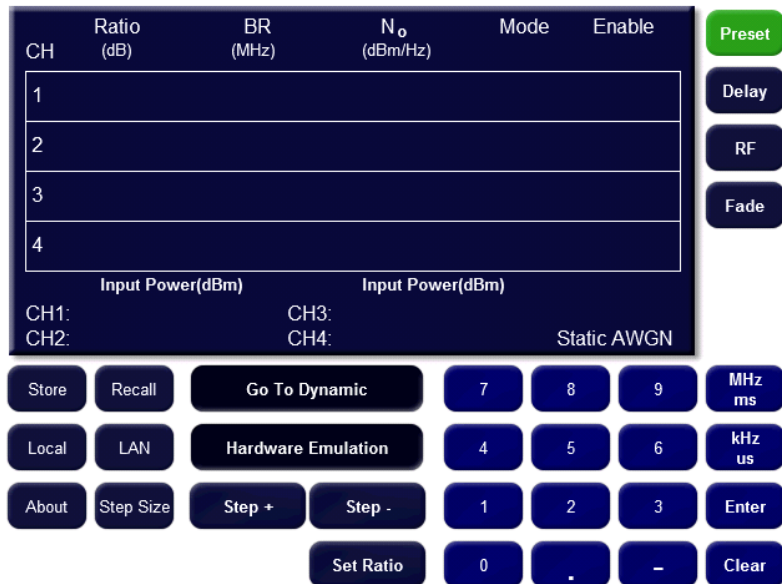 CH Ratio (dB) BR (MHz) No (dBm/Hz) Mode Enable
1
2
3
4
Input Power(dBm) Input Power(dBm)
CH1: CH3:
CH2: CH4: Static AWGN
Preset
Delay
RF
Fade
Store Recall Go To Dynamic 7 8 9 MHz ms
Local LAN Hardware Emulation 4 5 6 kHz us
About Step Size Step + Step - 1 2 3 Enter
Set Ratio 0 . - Clear